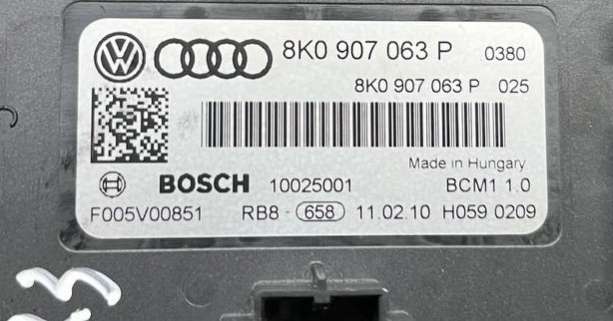 8K0 907 063 P 0380
8K0 907 063 P 025
Made in Hungary
BOSCH 10025001 BCM1 1.0
F005V00851 RB8 - 658 11.02.10 H059 0209